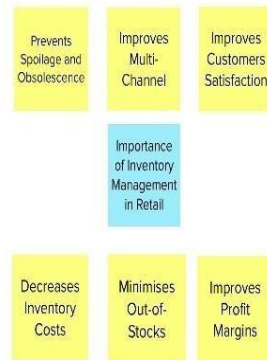 Prevents
Spoilage and
Obsolescence
Improves
Multi-
Channel
Improves
Customers
Satisfaction
Importance
of Inventory
Management
in Retail
Decreases
Inventory
Costs
Minimises
Out-of-
Stocks
Improves
Profit
Margins